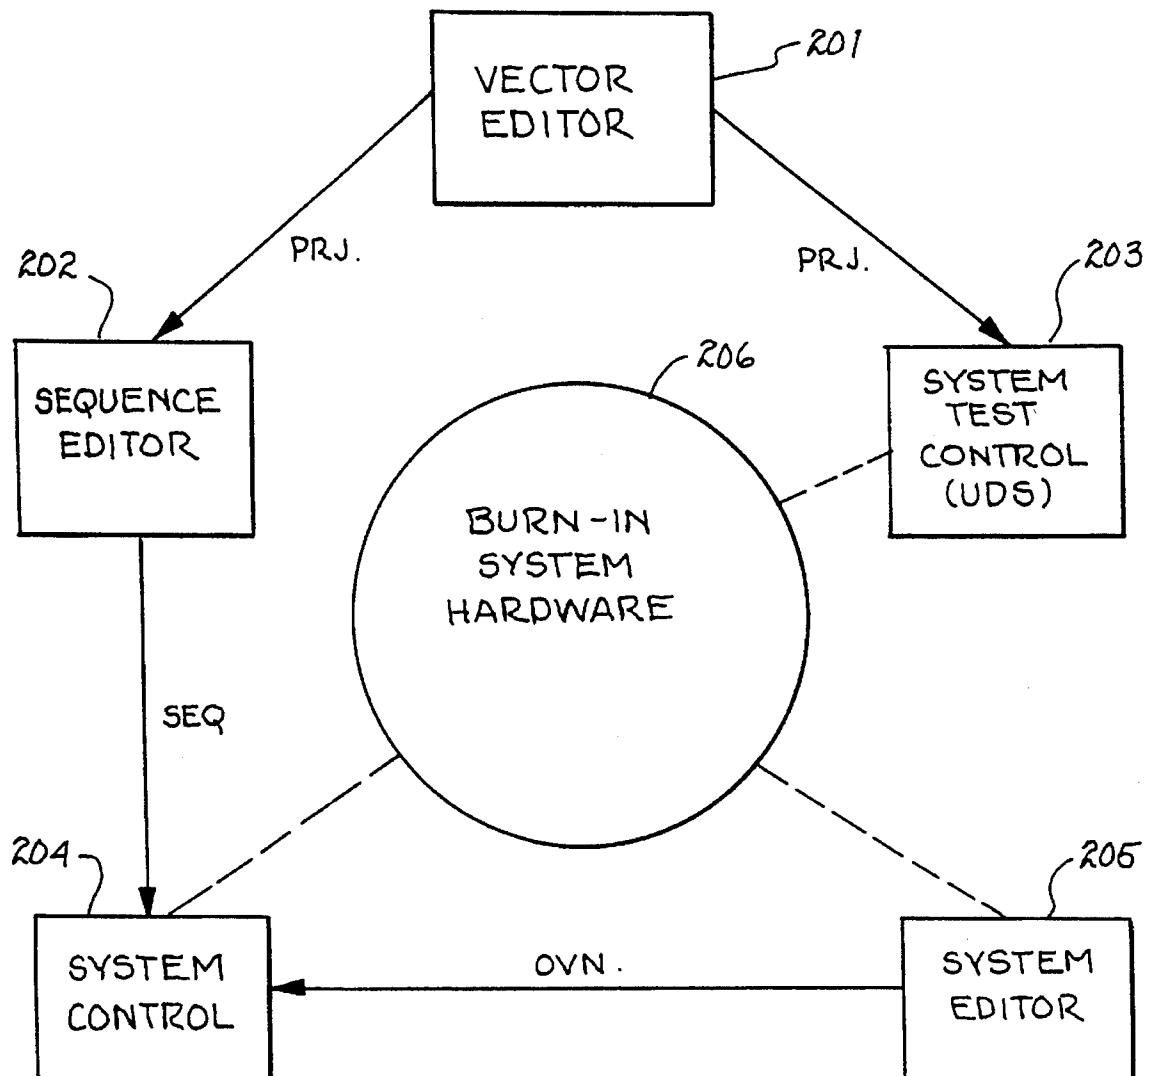 201
VECTOR
EDITOR
PRJ.
PRJ.
202
203
SEQUENCE
EDITOR
206
SYSTEM
TEST
CONTROL
(UDS)
BURN-IN
SYSTEM
HARDWARE
SEQ
204
205
SYSTEM
CONTROL
OVN.
SYSTEM
EDITOR